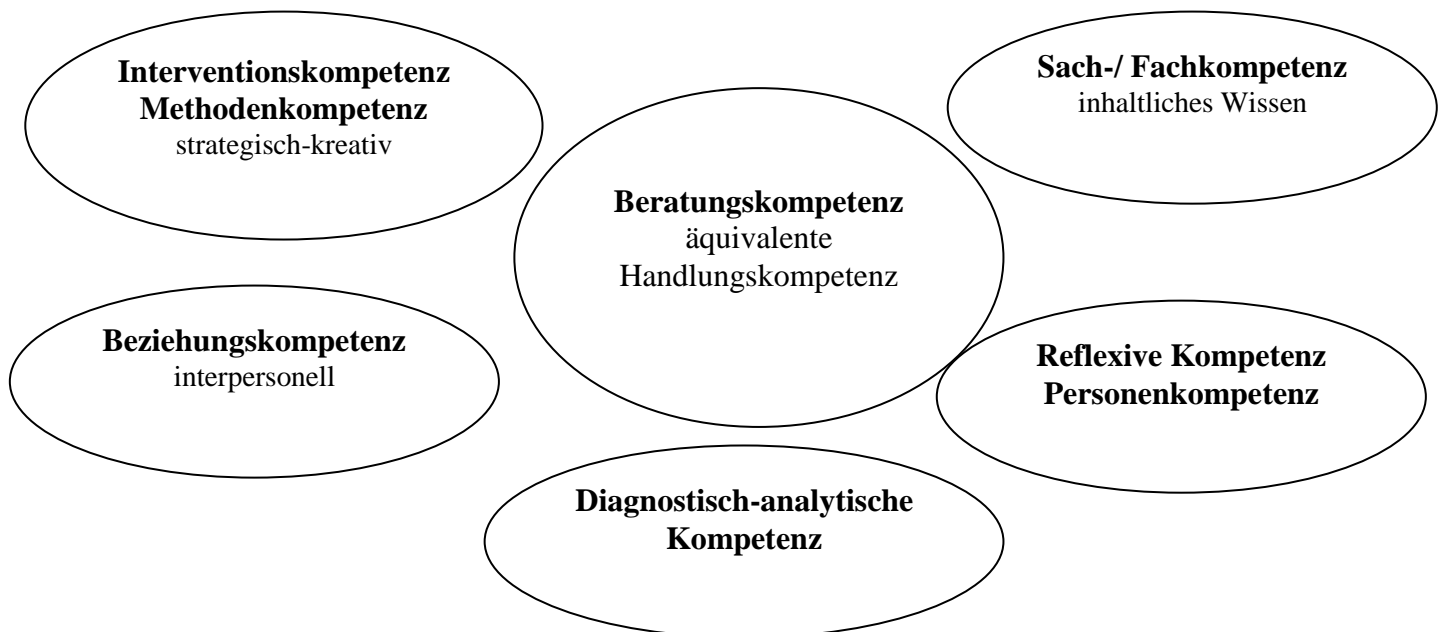 Interventionskompetenz
Methodenkompetenz
strategisch-kreativ
Sach-/ Fachkompetenz
inhaltliches Wissen
Beratungskompetenz
äquivalente
Handlungskompetenz
Beziehungskompetenz
interpersonell
Reflexive Kompetenz
Personenkompetenz
Diagnostisch-analytische
Kompetenz